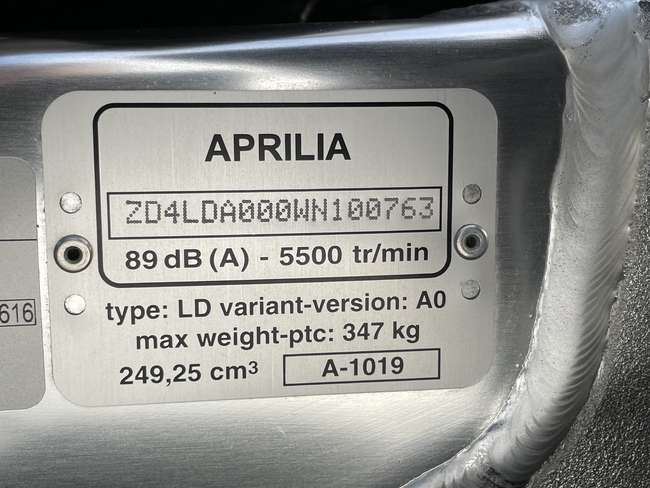 APRILIA
ZD4LDA000WN100763
89 dB (A) - 5500 tr/min
type: LD variant-version: A0
max weight-ptc: 347 kg
249,25 cm³
A-1019
616